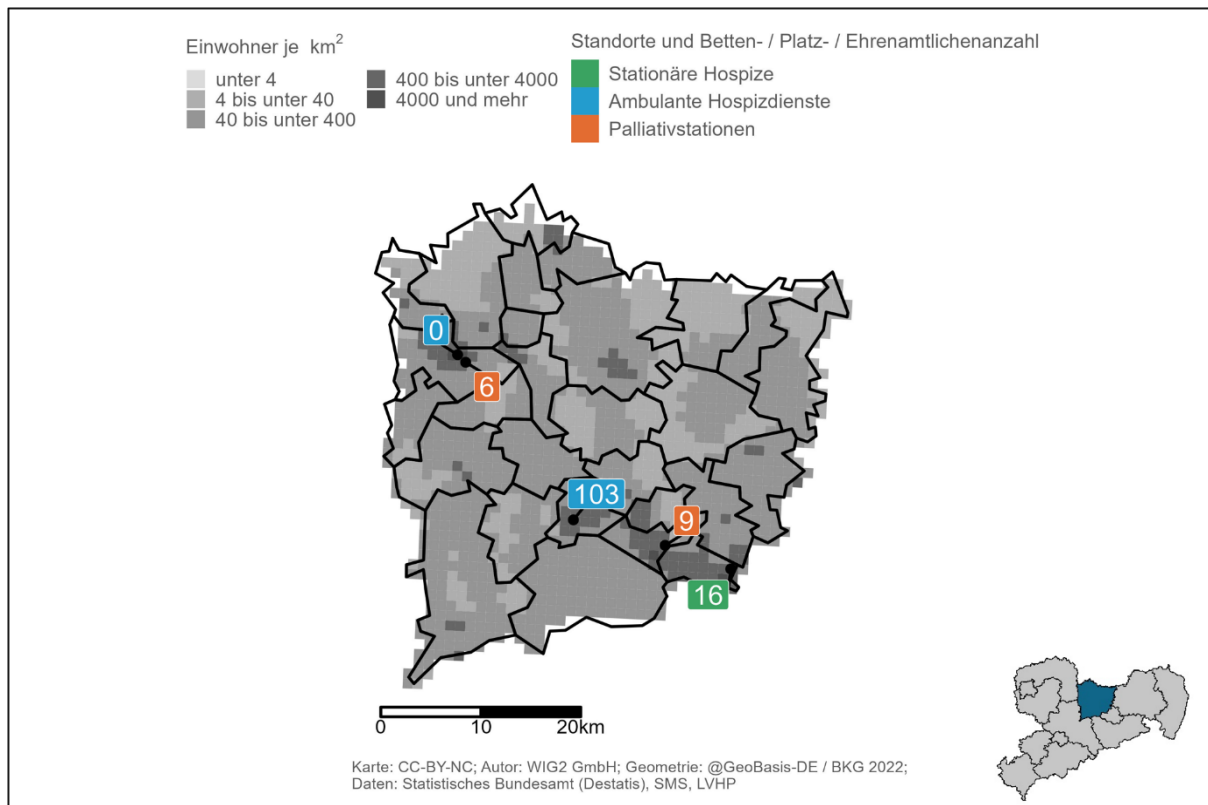 Einwohner je km²
unter 4
4 bis unter 40
40 bis unter 400
400 bis unter 4000
4000 und mehr
Standorte und Betten- / Platz- / Ehrenamtlichenanzahl
Stationäre Hospize
Ambulante Hospizdienste
Palliativstationen
0
6
103
9
16
0 10 20km
Karte: CC-BY-NC; Autor: WIG2 GmbH; Geometrie: @GeoBasis-DE / BKG 2022;
Daten: Statistisches Bundesamt (Destatis), SMS, LVHP